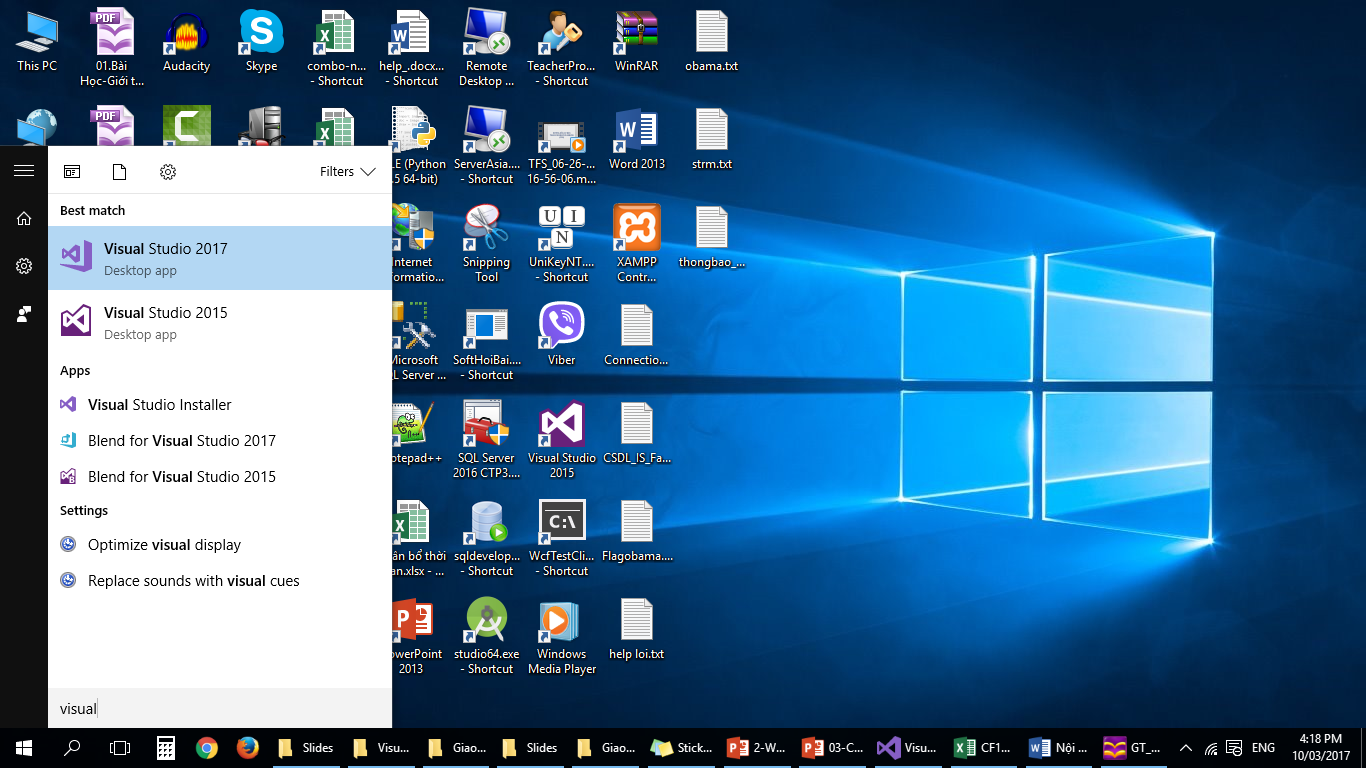 This PC
01.Bài
Học-Giới t...
Audacity
Skype
combo-n...
- Shortcut
help_.docx...
- Shortcut
Remote
Desktop ...
TeacherPro...
- Shortcut
WinRAR
obama.txt
PDF
PDF
LE (Python
.5 64-bit)
ServerAsia....
- Shortcut
TFS_06-26-...
16-56-06.m...
Word 2013
strm.txt
Filters
Best match
Visual Studio 2017
Desktop app
Visual Studio 2015
Desktop app
Apps
Visual Studio Installer
Blend for Visual Studio 2017
Blend for Visual Studio 2015
Settings
Optimize visual display
Replace sounds with visual cues
visual
Internet
formatio...
Snipping
Tool
U I
N
UniKeyNT....
- Shortcut
XAMPP
Contr...
thongbao_...
Microsoft
QL Server ...
SoftHoiBai....
- Shortcut
Viber
Connectio...
otepad++
SQL Server
2016 CTP3....
Visual Studio
2015
CSDL_IS_Fa...
ân bổ thời
an.xlsx - ...
sqldevelop...
- Shortcut
C:\
WcfTestCli...
- Shortcut
Flagobama....
owerPoint
2013
studio64.exe
- Shortcut
Windows
Media Player
help loi.txt
Slides
Visu...
Giao...
Slides
Giao...
Stick...
2-W...
03-C...
Visu...
CF1...
Nội ...
GT_...
ENG
4:18 PM
10/03/2017